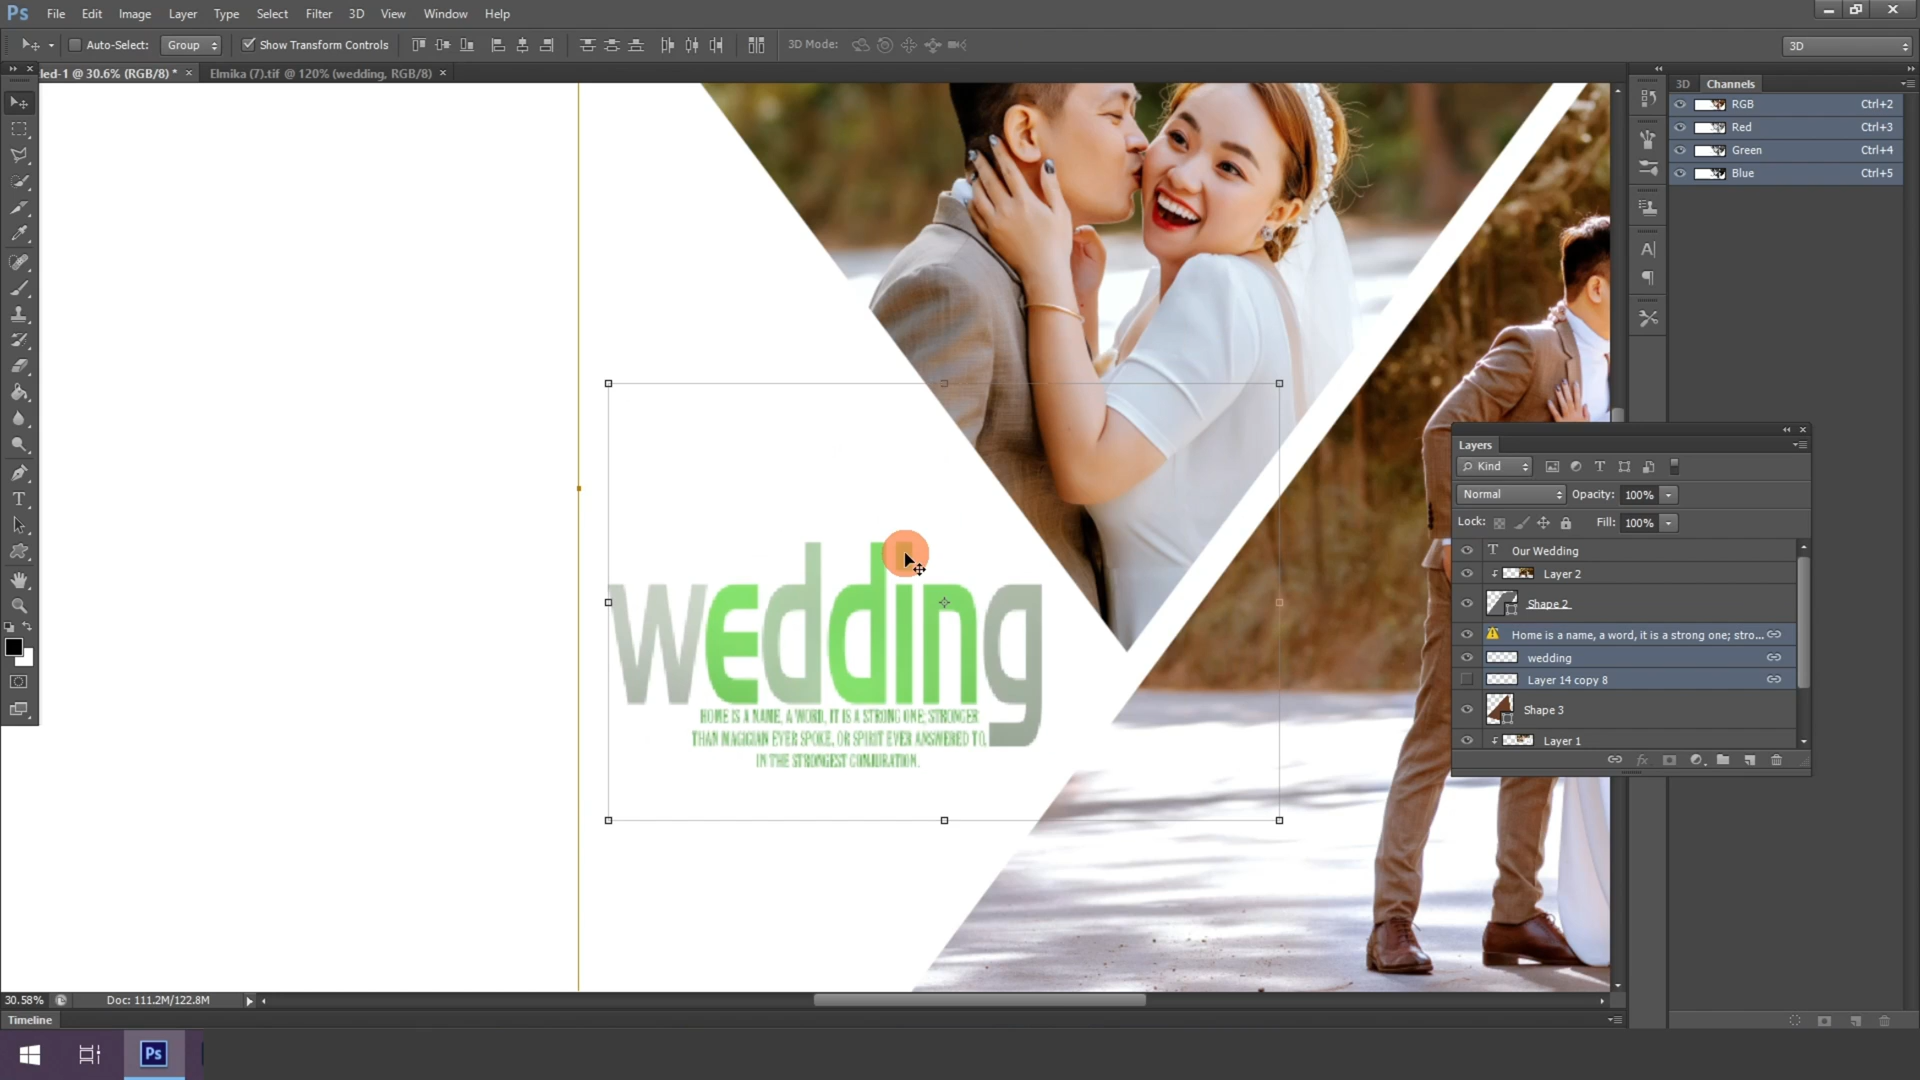 Ps File Edit Image Layer Type Select Filter 3D View Window Help
Auto-Select: Group Show Transform Controls 3D Mode: 3D
led-1 @ 30.6% (RGB/8) * × Elmika (7).tif @ 120% (wedding, RGB/8) ×
3D Channels
RGB Ctrl+2
Red Ctrl+3
Green Ctrl+4
Blue Ctrl+5
Layers
Kind
Normal Opacity: 100%
Lock: Fill: 100%
Our Wedding
Layer 2
Shape 2
Home is a name, a word, it is a strong one; stro...
wedding
Layer 14 copy 8
Shape 3
Layer 1
wedding
HOME IS A NAME, A WORD, IT IS A STRONG ONE; STRONGER
THAN MAGICIAN EVER SPOKE, OR SPIRIT EVER ANSWERED TO,
IN THE STRONGEST CONJURATION.
30.58% Doc: 111.2M/122.8M
Timeline
Ps